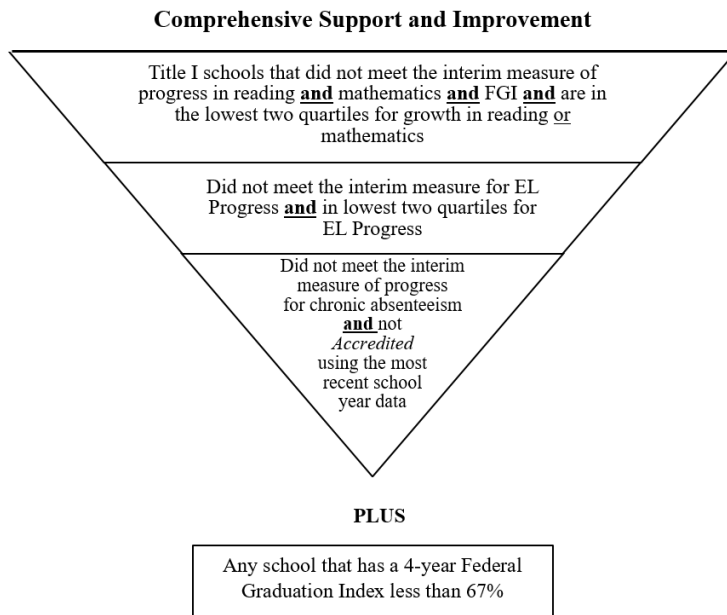 Comprehensive Support and Improvement
Title I schools that did not meet the interim measure of
progress in reading and mathematics and FGI and are in
the lowest two quartiles for growth in reading or
mathematics
Did not meet the interim measure for EL
Progress and in lowest two quartiles for
EL Progress
Did not meet the interim
measure of progress
for chronic absenteeism
and not
Accredited
using the most
recent school
year data
PLUS
Any school that has a 4-year Federal
Graduation Index less than 67%